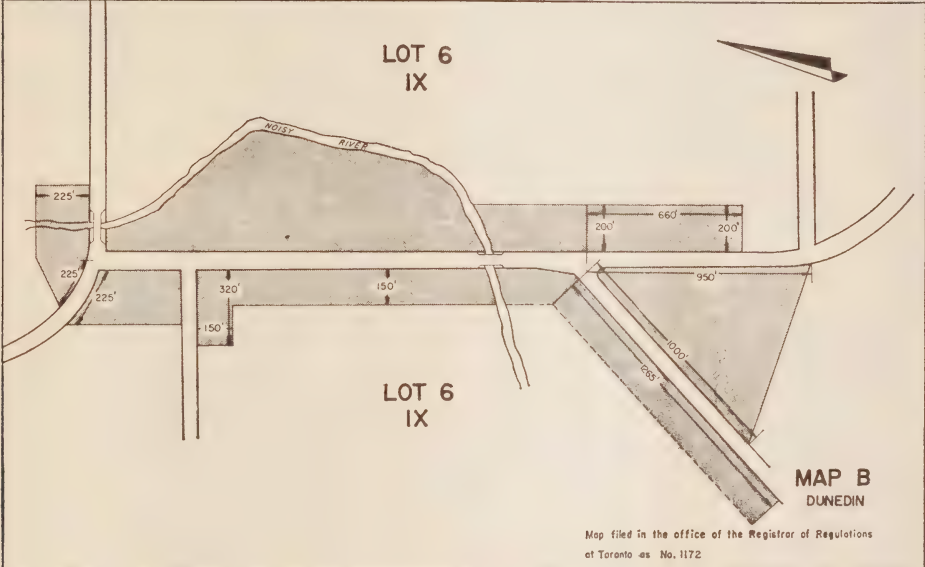 LOT 6
IX
NOISY RIVER
225'
660'
200'
200'
225'
225'
320'
150'
150'
950'
1000'
1265'
LOT 6
IX
MAP B
DUNEDIN
Map filed in the office of the Registrar of Regulations
at Toronto as No. 1172